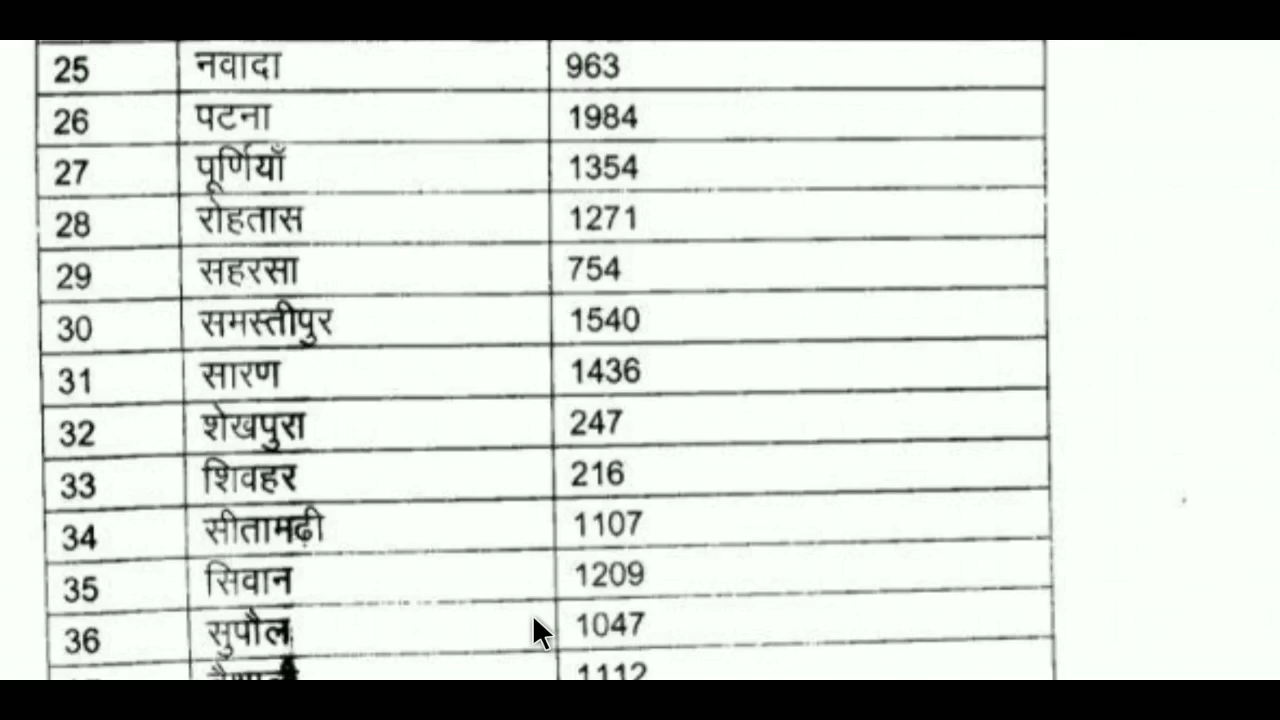 25 नवादा 963
26 पटना 1984
27 पूर्णियाँ 1354
28 रोहतास 1271
29 सहरसा 754
30 समस्तीपुर 1540
31 सारण 1436
32 शेखपुरा 247
33 शिवहर 216
34 सीतामढ़ी 1107
35 सिवान 1209
36 सुपौल 1047
1112